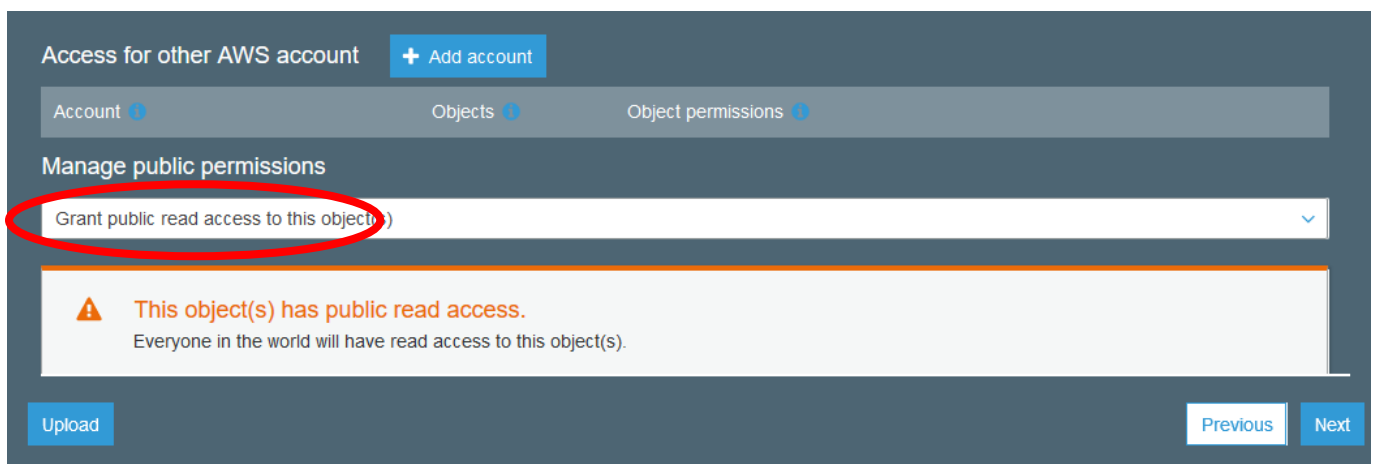 Access for other AWS account
Add account
Account Objects Object permissions
Manage public permissions
Grant public read access to this object(s)
This object(s) has public read access.
Everyone in the world will have read access to this object(s).
Upload Previous Next